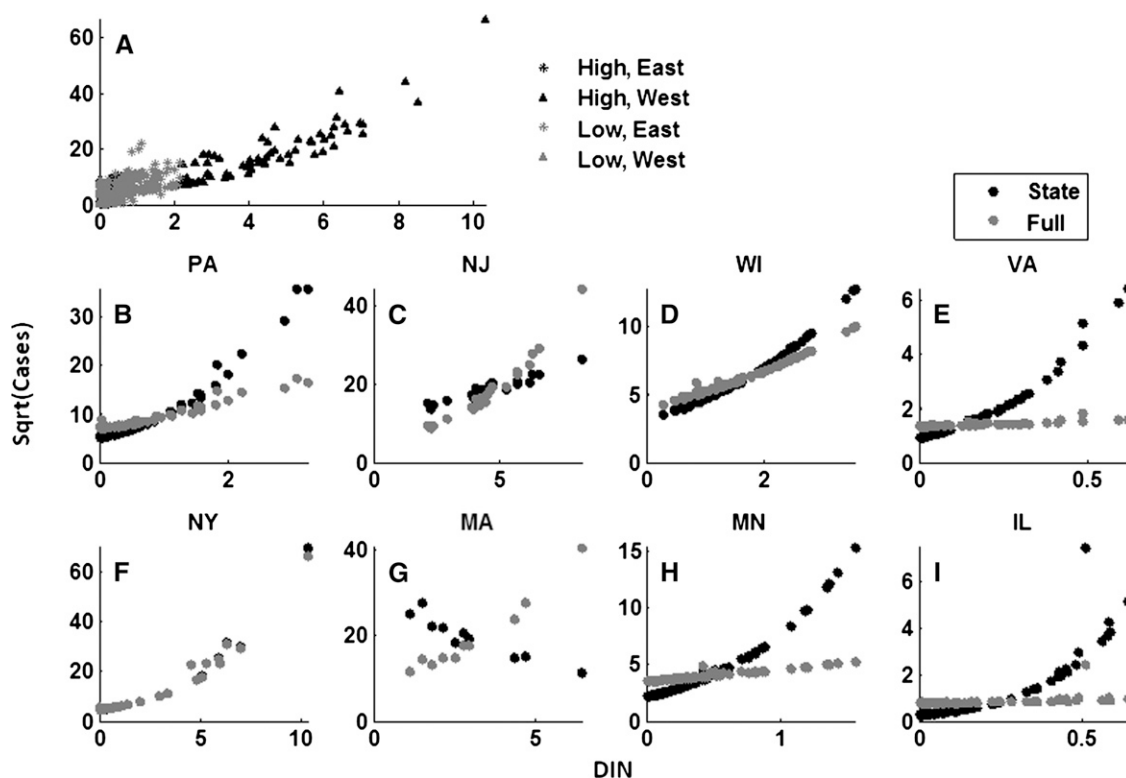 A
High, East
High, West
Low, East
Low, West
60
40
20
0
0 2 4 6 8 10
State
Full
Sqrt(Cases)
PA
B
30
20
10
0
0 2
NJ
C
40
20
0
0 5
WI
D
10
5
0
0 2
VA
E
6
4
2
0
0 0.5
NY
F
60
40
20
0
0 5 10
MA
G
40
20
0
0 5
MN
H
15
10
5
0
0 1
IL
I
6
4
2
0
0 0.5
DIN